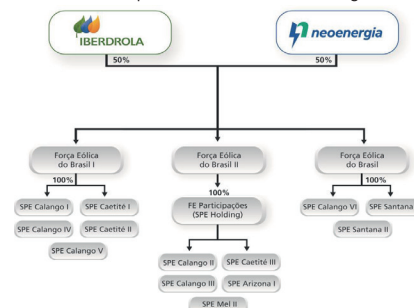 IBERDROLA
neoenergia
50%
50%
Força Eólica
do Brasil I
Força Eólica
do Brasil II
Força Eólica
do Brasil
100%
100%
100%
SPE Calango I
SPE Caetité I
SPE Calango IV
SPE Caetité II
SPE Calango V
FE Participações
(SPE Holding)
SPE Calango VI
SPE Santana
SPE Santana II
SPE Calango II
SPE Caetité III
SPE Calango III
SPE Arizona I
SPE Mel II